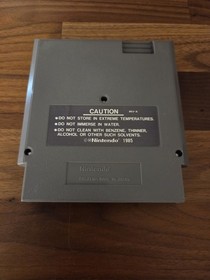 CAUTION
●DO NOT STORE IN EXTREME TEMPERATURES.
●DO NOT IMMERSE IN WATER.
●DO NOT CLEAN WITH BENZENE, THINNER,
ALCOHOL OR OTHER SUCH SOLVENTS.
©Nintendo 1985
Nintendo